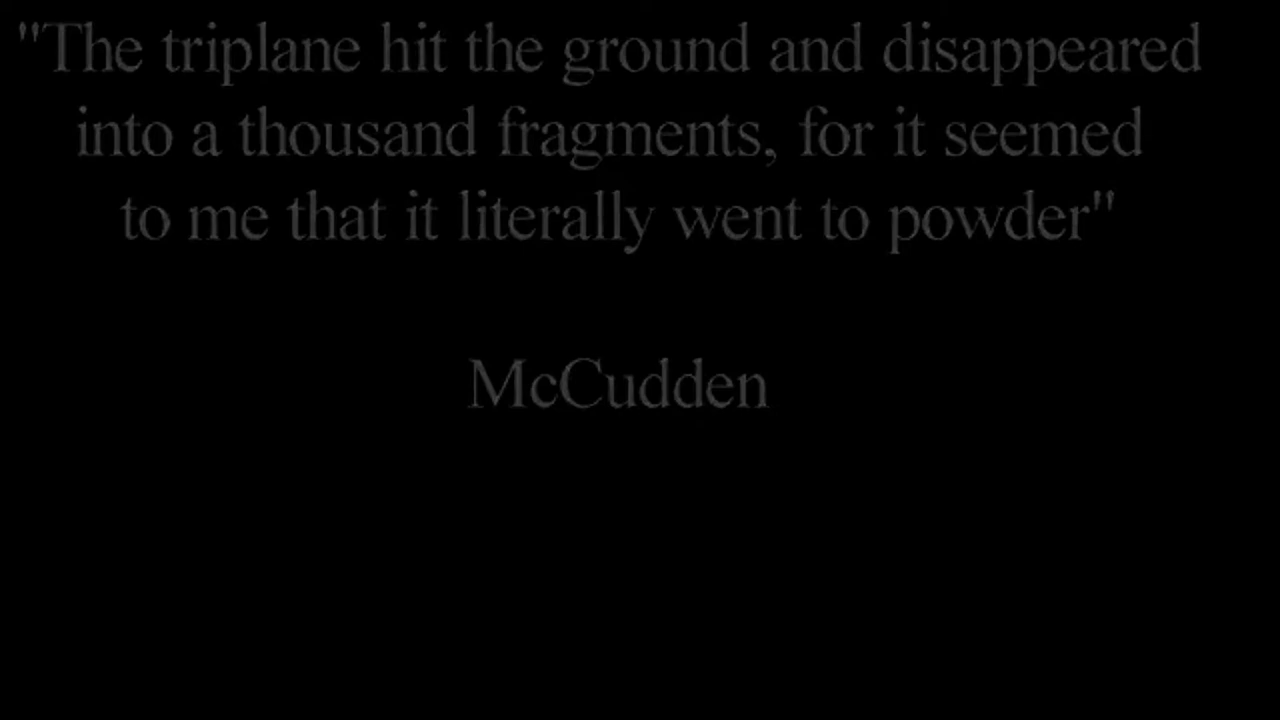 "The triplane hit the ground and disappeared
into a thousand fragments, for it seemed
to me that it literally went to powder"
McCudden